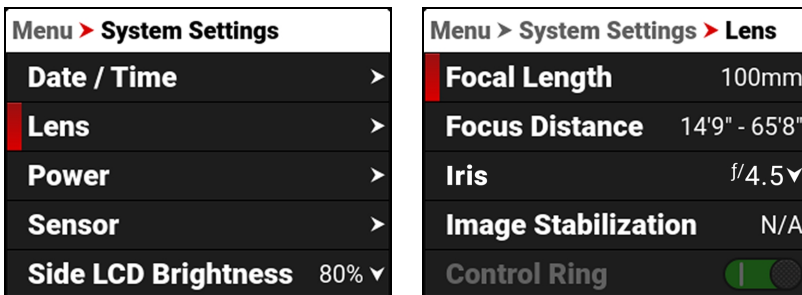 Menu > System Settings
Date / Time
Lens
Power
Sensor
Side LCD Brightness 80%
Menu > System Settings > Lens
Focal Length 100mm
Focus Distance 14'9" - 65'8"
Iris f/4.5
Image Stabilization N/A
Control Ring